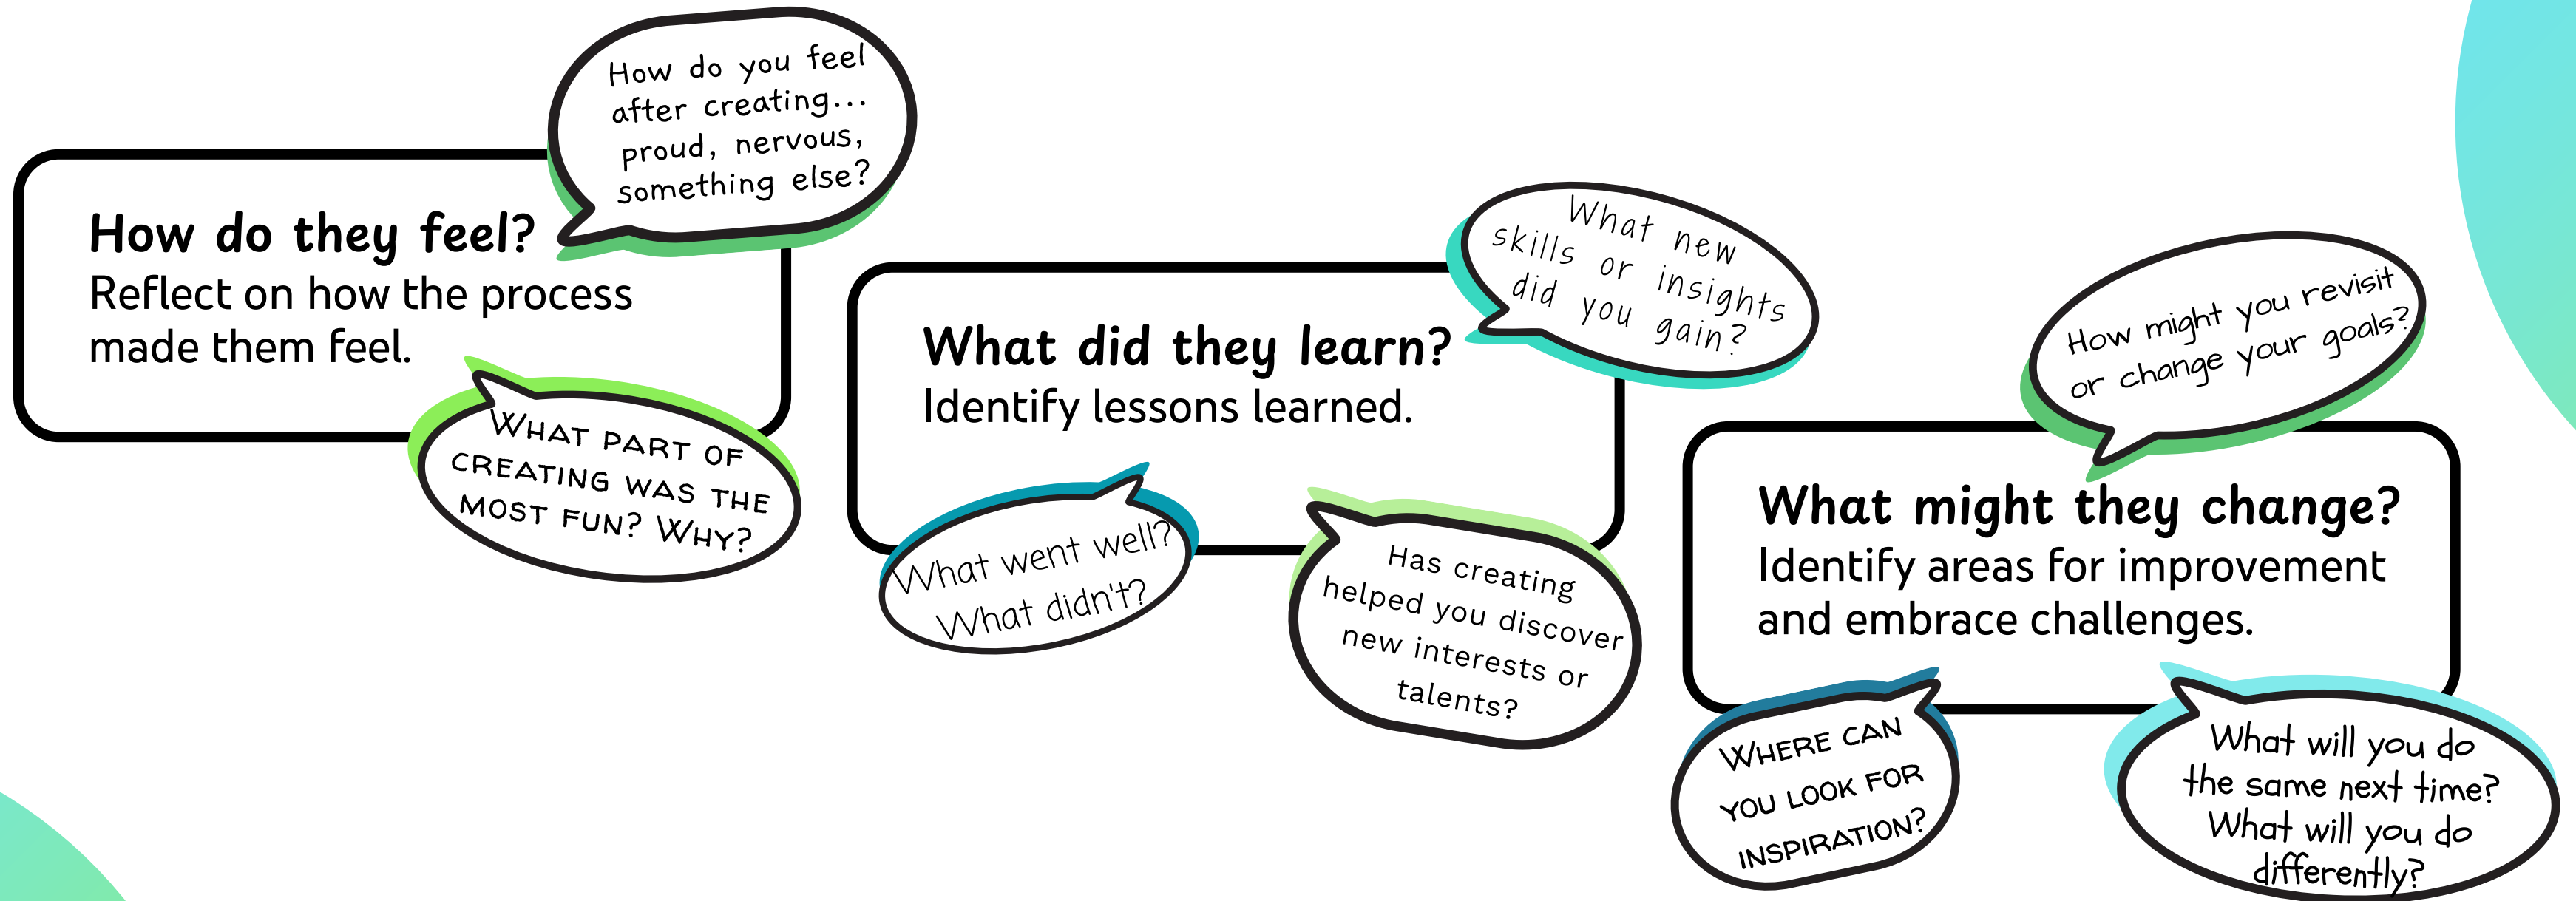 How do you feel
after creating...
proud, nervous,
something else?
How do they feel?
Reflect on how the process
made them feel.
WHAT PART OF
CREATING WAS THE
MOST FUN? WHY?
What new
skills or insights
did you gain?
What did they learn?
Identify lessons learned.
What went well?
What didn't?
Has creating
helped you discover
new interests or
talents?
How might you revisit
or change your goals?
What might they change?
Identify areas for improvement
and embrace challenges.
WHERE CAN
YOU LOOK FOR
INSPIRATION?
What will you do
the same next time?
What will you do
differently?